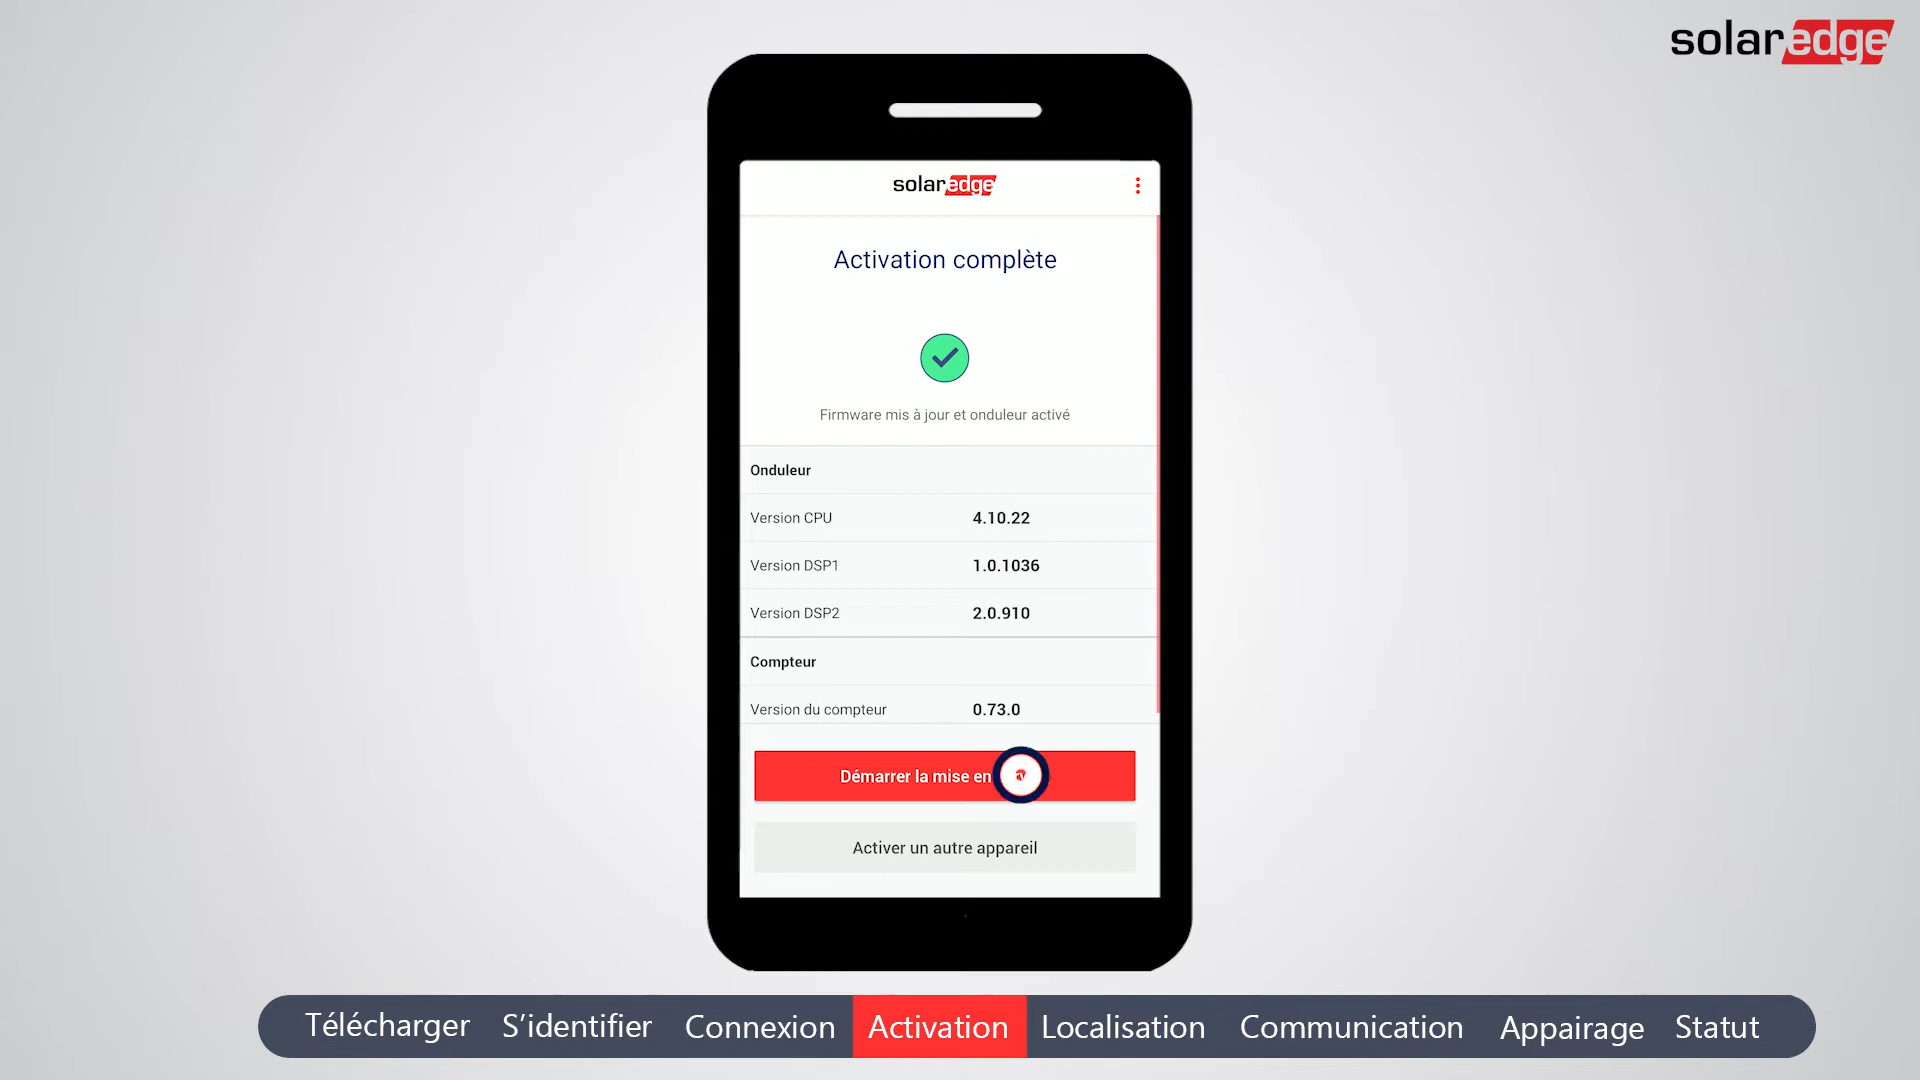 solaredge
solaredge
Activation complète
Firmware mis à jour et onduleur activé
Onduleur
Version CPU 4.10.22
Version DSP1 1.0.1036
Version DSP2 2.0.910
Compteur
Version du compteur 0.73.0
Démarrer la mise en
Activer un autre appareil
Télécharger S’identifier Connexion Activation Localisation Communication Appairage Statut